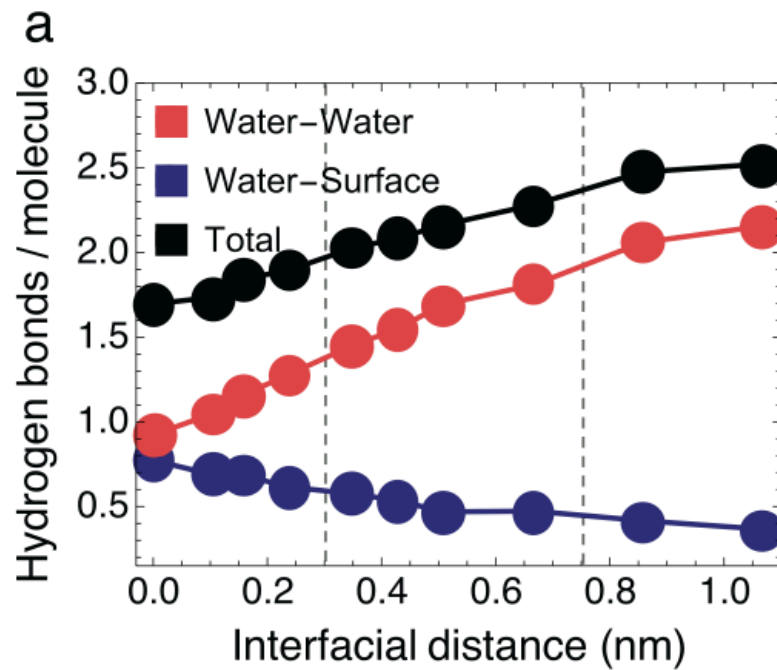 a
Hydrogen bonds / molecule
3.0
2.5
2.0
1.5
1.0
0.5
Water-Water
Water-Surface
Total
0.0 0.2 0.4 0.6 0.8 1.0
Interfacial distance (nm)